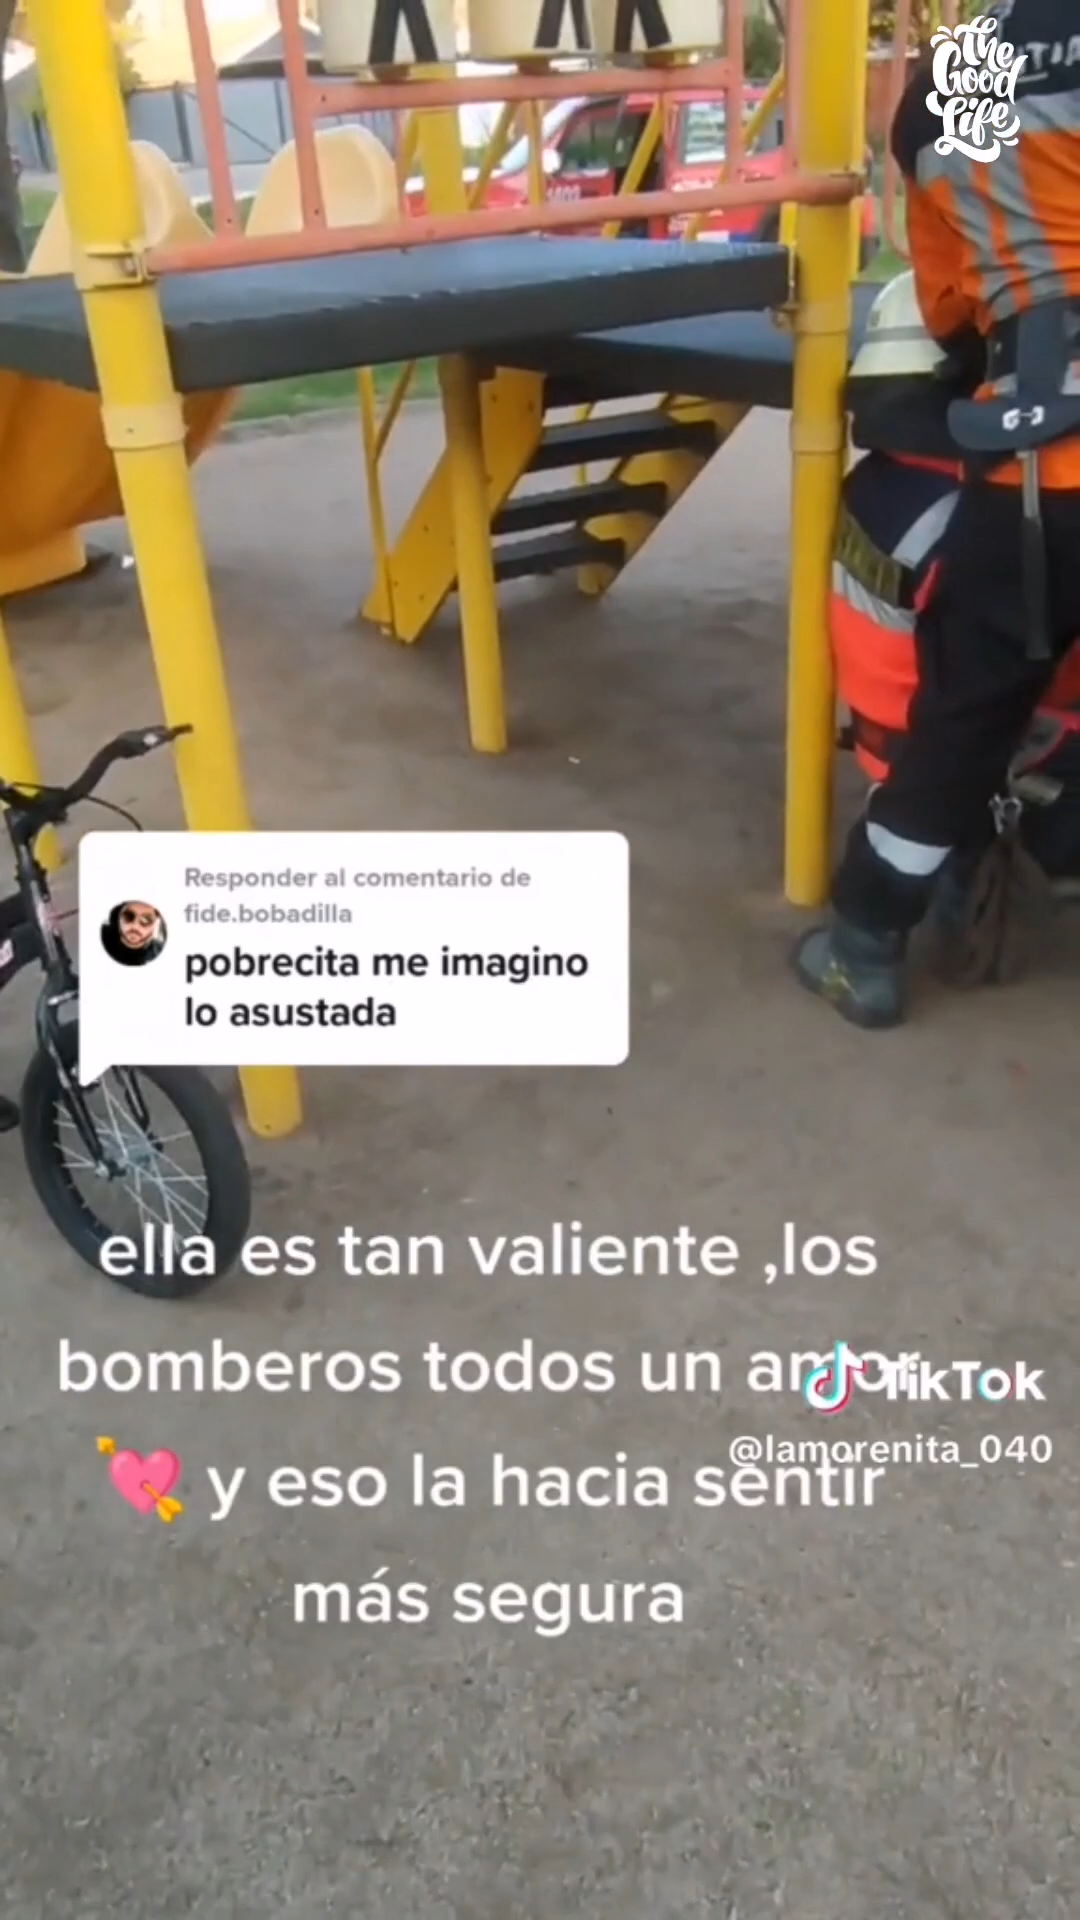 The
Good
Life
Responder al comentario de
fide.bobadilla
pobrecita me imagino
lo asustada
ella es tan valiente ,los
bomberos todos un amor
TikTok
💘 y eso la hacia sentir
@lamorenita_040
más segura